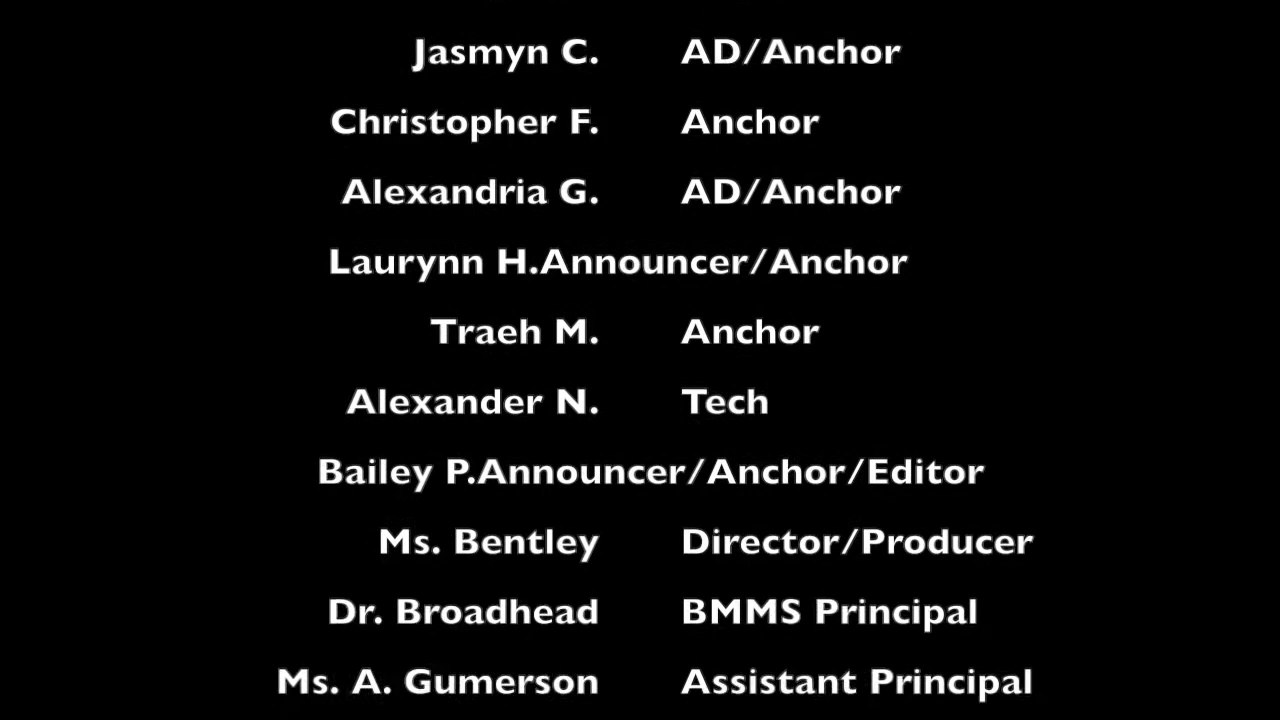 Jasmyn C. AD/Anchor
Christopher F. Anchor
Alexandria G. AD/Anchor
Laurynn H.Announcer/Anchor
Traeh M. Anchor
Alexander N. Tech
Bailey P.Announcer/Anchor/Editor
Ms. Bentley Director/Producer
Dr. Broadhead BMMS Principal
Ms. A. Gumerson Assistant Principal